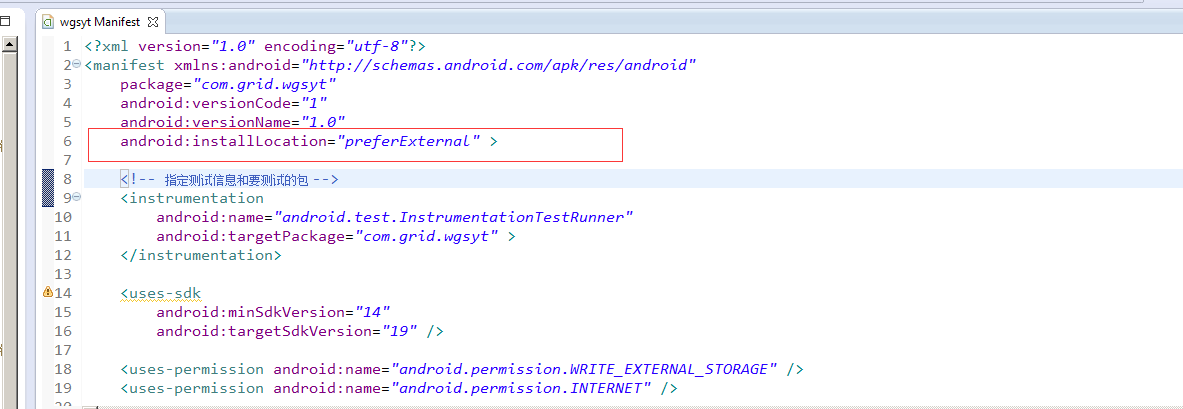 wgsyt Manifest
1 <?xml version="1.0" encoding="utf-8"?>
2 <manifest xmlns:android="http://schemas.android.com/apk/res/android"
3 package="com.grid.wgsyt"
4 android:versionCode="1"
5 android:versionName="1.0"
6 android:installLocation="preferExternal" >
7
8 <!-- 指定测试信息和要测试的包 -->
9 <instrumentation
10 android:name="android.test.InstrumentationTestRunner"
11 android:targetPackage="com.grid.wgsyt" >
12 </instrumentation>
13
14 <uses-sdk
15 android:minSdkVersion="14"
16 android:targetSdkVersion="19" />
17
18 <uses-permission android:name="android.permission.WRITE_EXTERNAL_STORAGE" />
19 <uses-permission android:name="android.permission.INTERNET" />